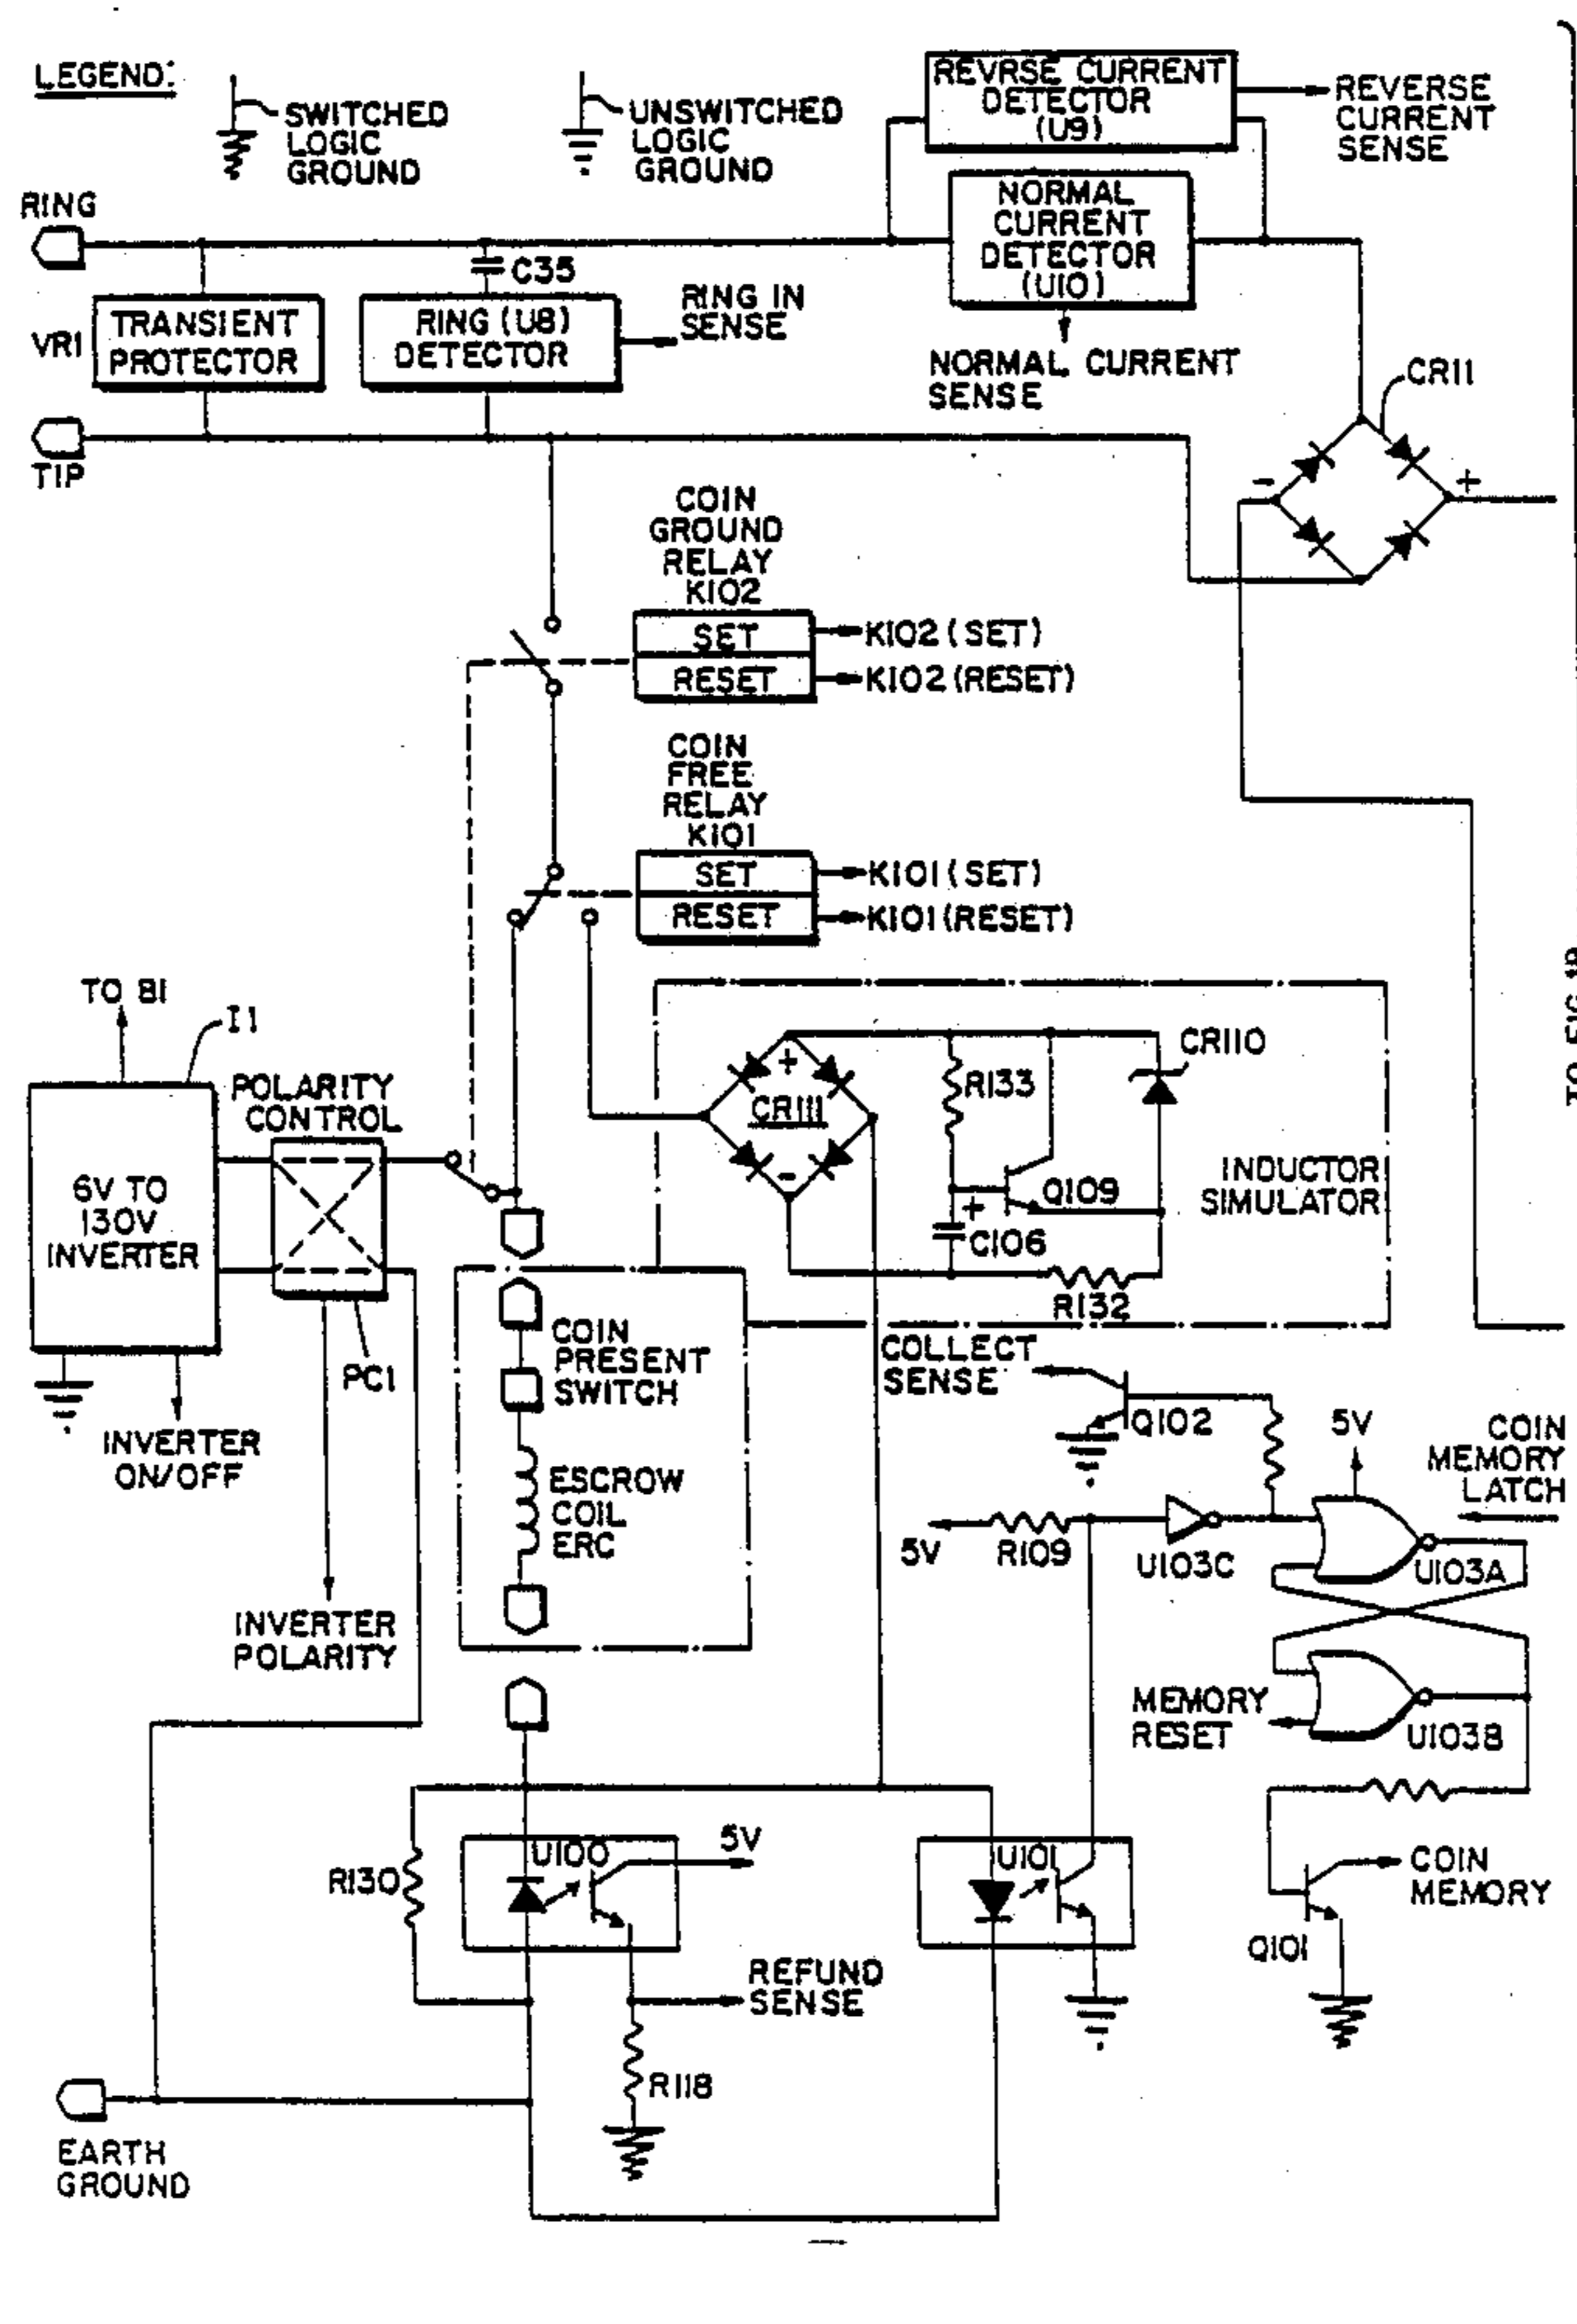 LEGEND:
SWITCHED
LOGIC
GROUND
UNSWITCHED
LOGIC
GROUND
REVRSE CURRENT
DETECTOR
(U9)
REVERSE
CURRENT
SENSE
RING
NORMAL
CURRENT
DETECTOR
(U10)
C35
VR1
TRANSIENT
PROTECTOR
RING (U8)
DETECTOR
RING IN
SENSE
NORMAL CURRENT
SENSE
CR11
TIP
-
+
COIN
GROUND
RELAY
K102
SET
RESET
K102 (SET)
K102 (RESET)
COIN
FREE
RELAY
K101
SET
RESET
K101 (SET)
K101 (RESET)
TO B1
I1
POLARITY
CONTROL
6V TO
130V
INVERTER
PC1
INVERTER
ON/OFF
INVERTER
POLARITY
+
CR111
-
R133
CR110
Q109
+
C106
R132
INDUCTOR
SIMULATOR
COIN
PRESENT
SWITCH
ESCROW
COIL
ERC
COLLECT
SENSE
Q102
5V
COIN
MEMORY
LATCH
5V
R109
U103C
U103A
MEMORY
RESET
U103B
R130
U100
5V
U101
COIN
MEMORY
Q101
REFUND
SENSE
R118
EARTH
GROUND